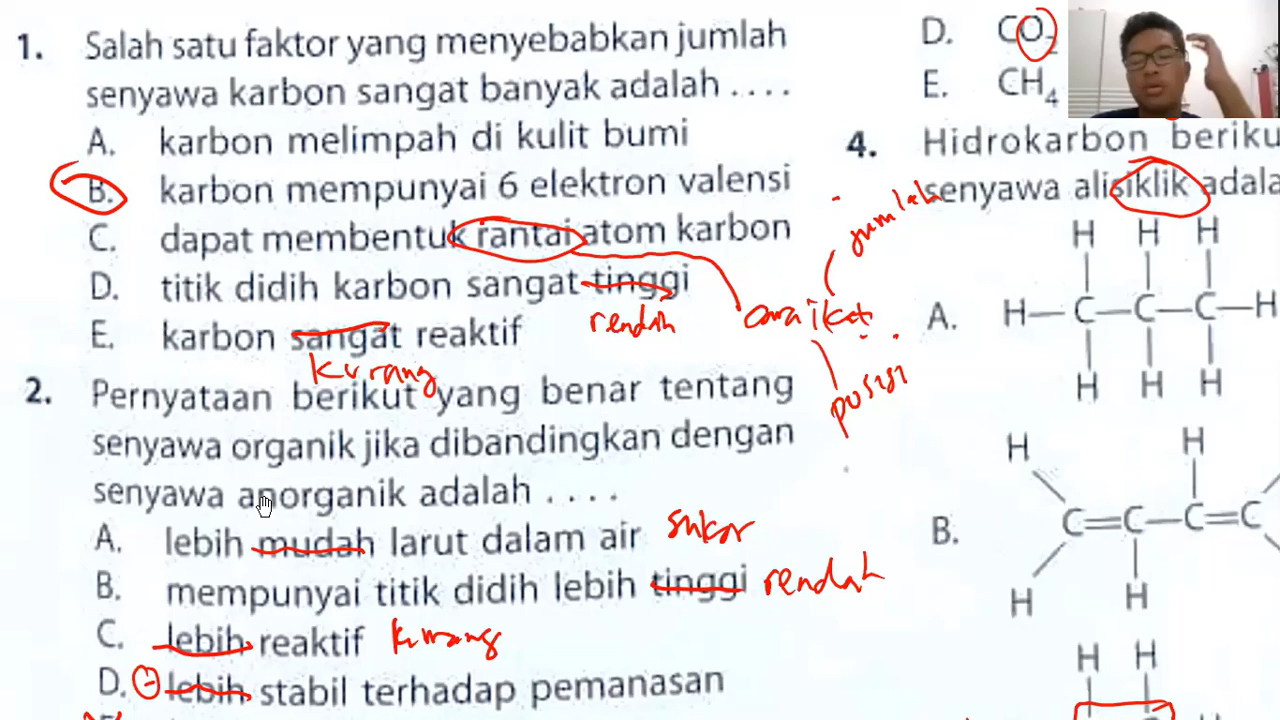 1. Salah satu faktor yang menyebabkan jumlah
senyawa karbon sangat banyak adalah . . . .
A. karbon melimpah di kulit bumi
B. karbon mempunyai 6 elektron valensi
C. dapat membentuk rantai atom karbon
D. titik didih karbon sangat tinggi
rendah
E. karbon sangat reaktif
kurang
jumlah
cara ikat
posisi
2. Pernyataan berikut yang benar tentang
senyawa organik jika dibandingkan dengan
senyawa anorganik adalah . . . .
A. lebih mudah larut dalam air sukar
B. mempunyai titik didih lebih tinggi rendah
C. lebih reaktif kurang
D. lebih stabil terhadap pemanasan
D. CO2
E. CH4
4. Hidrokarbon beriku
senyawa alisiklik adala
H H H
A. H—C—C—C—H
H H H
H H
B. C=C—C=C
H H
H H